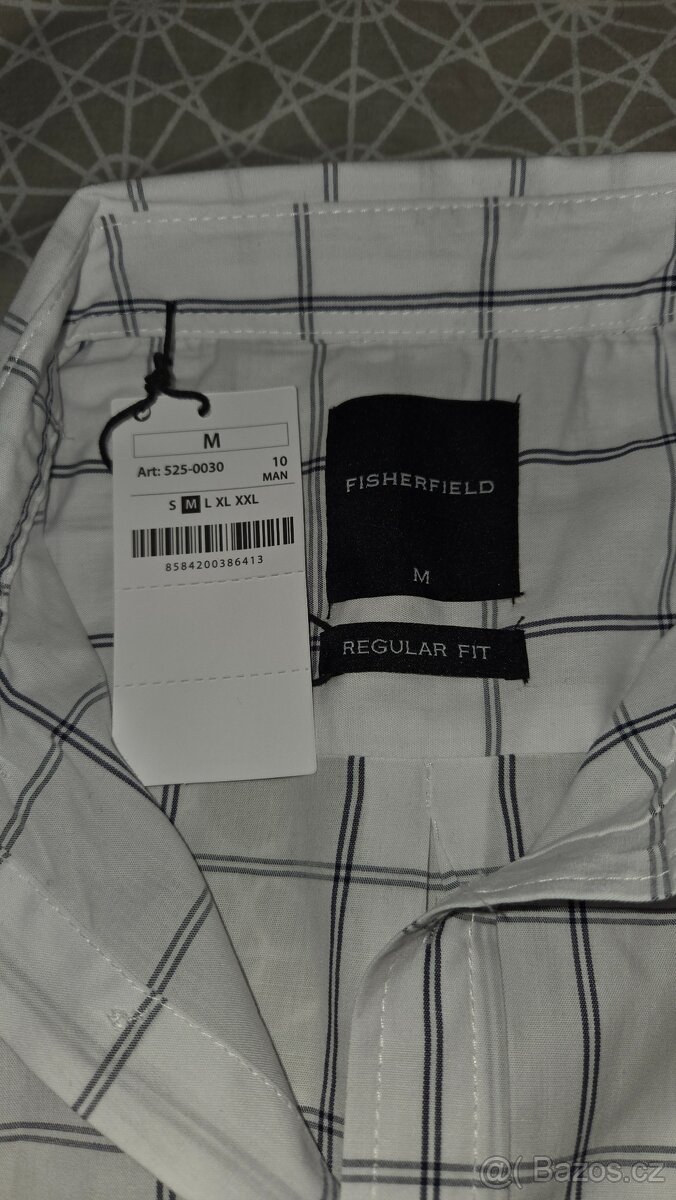 M
Art: 525-0030
10
MAN
S M L XL XXL
8584200386413
FISHERFIELD
M
REGULAR FIT
@( Bazos.cz